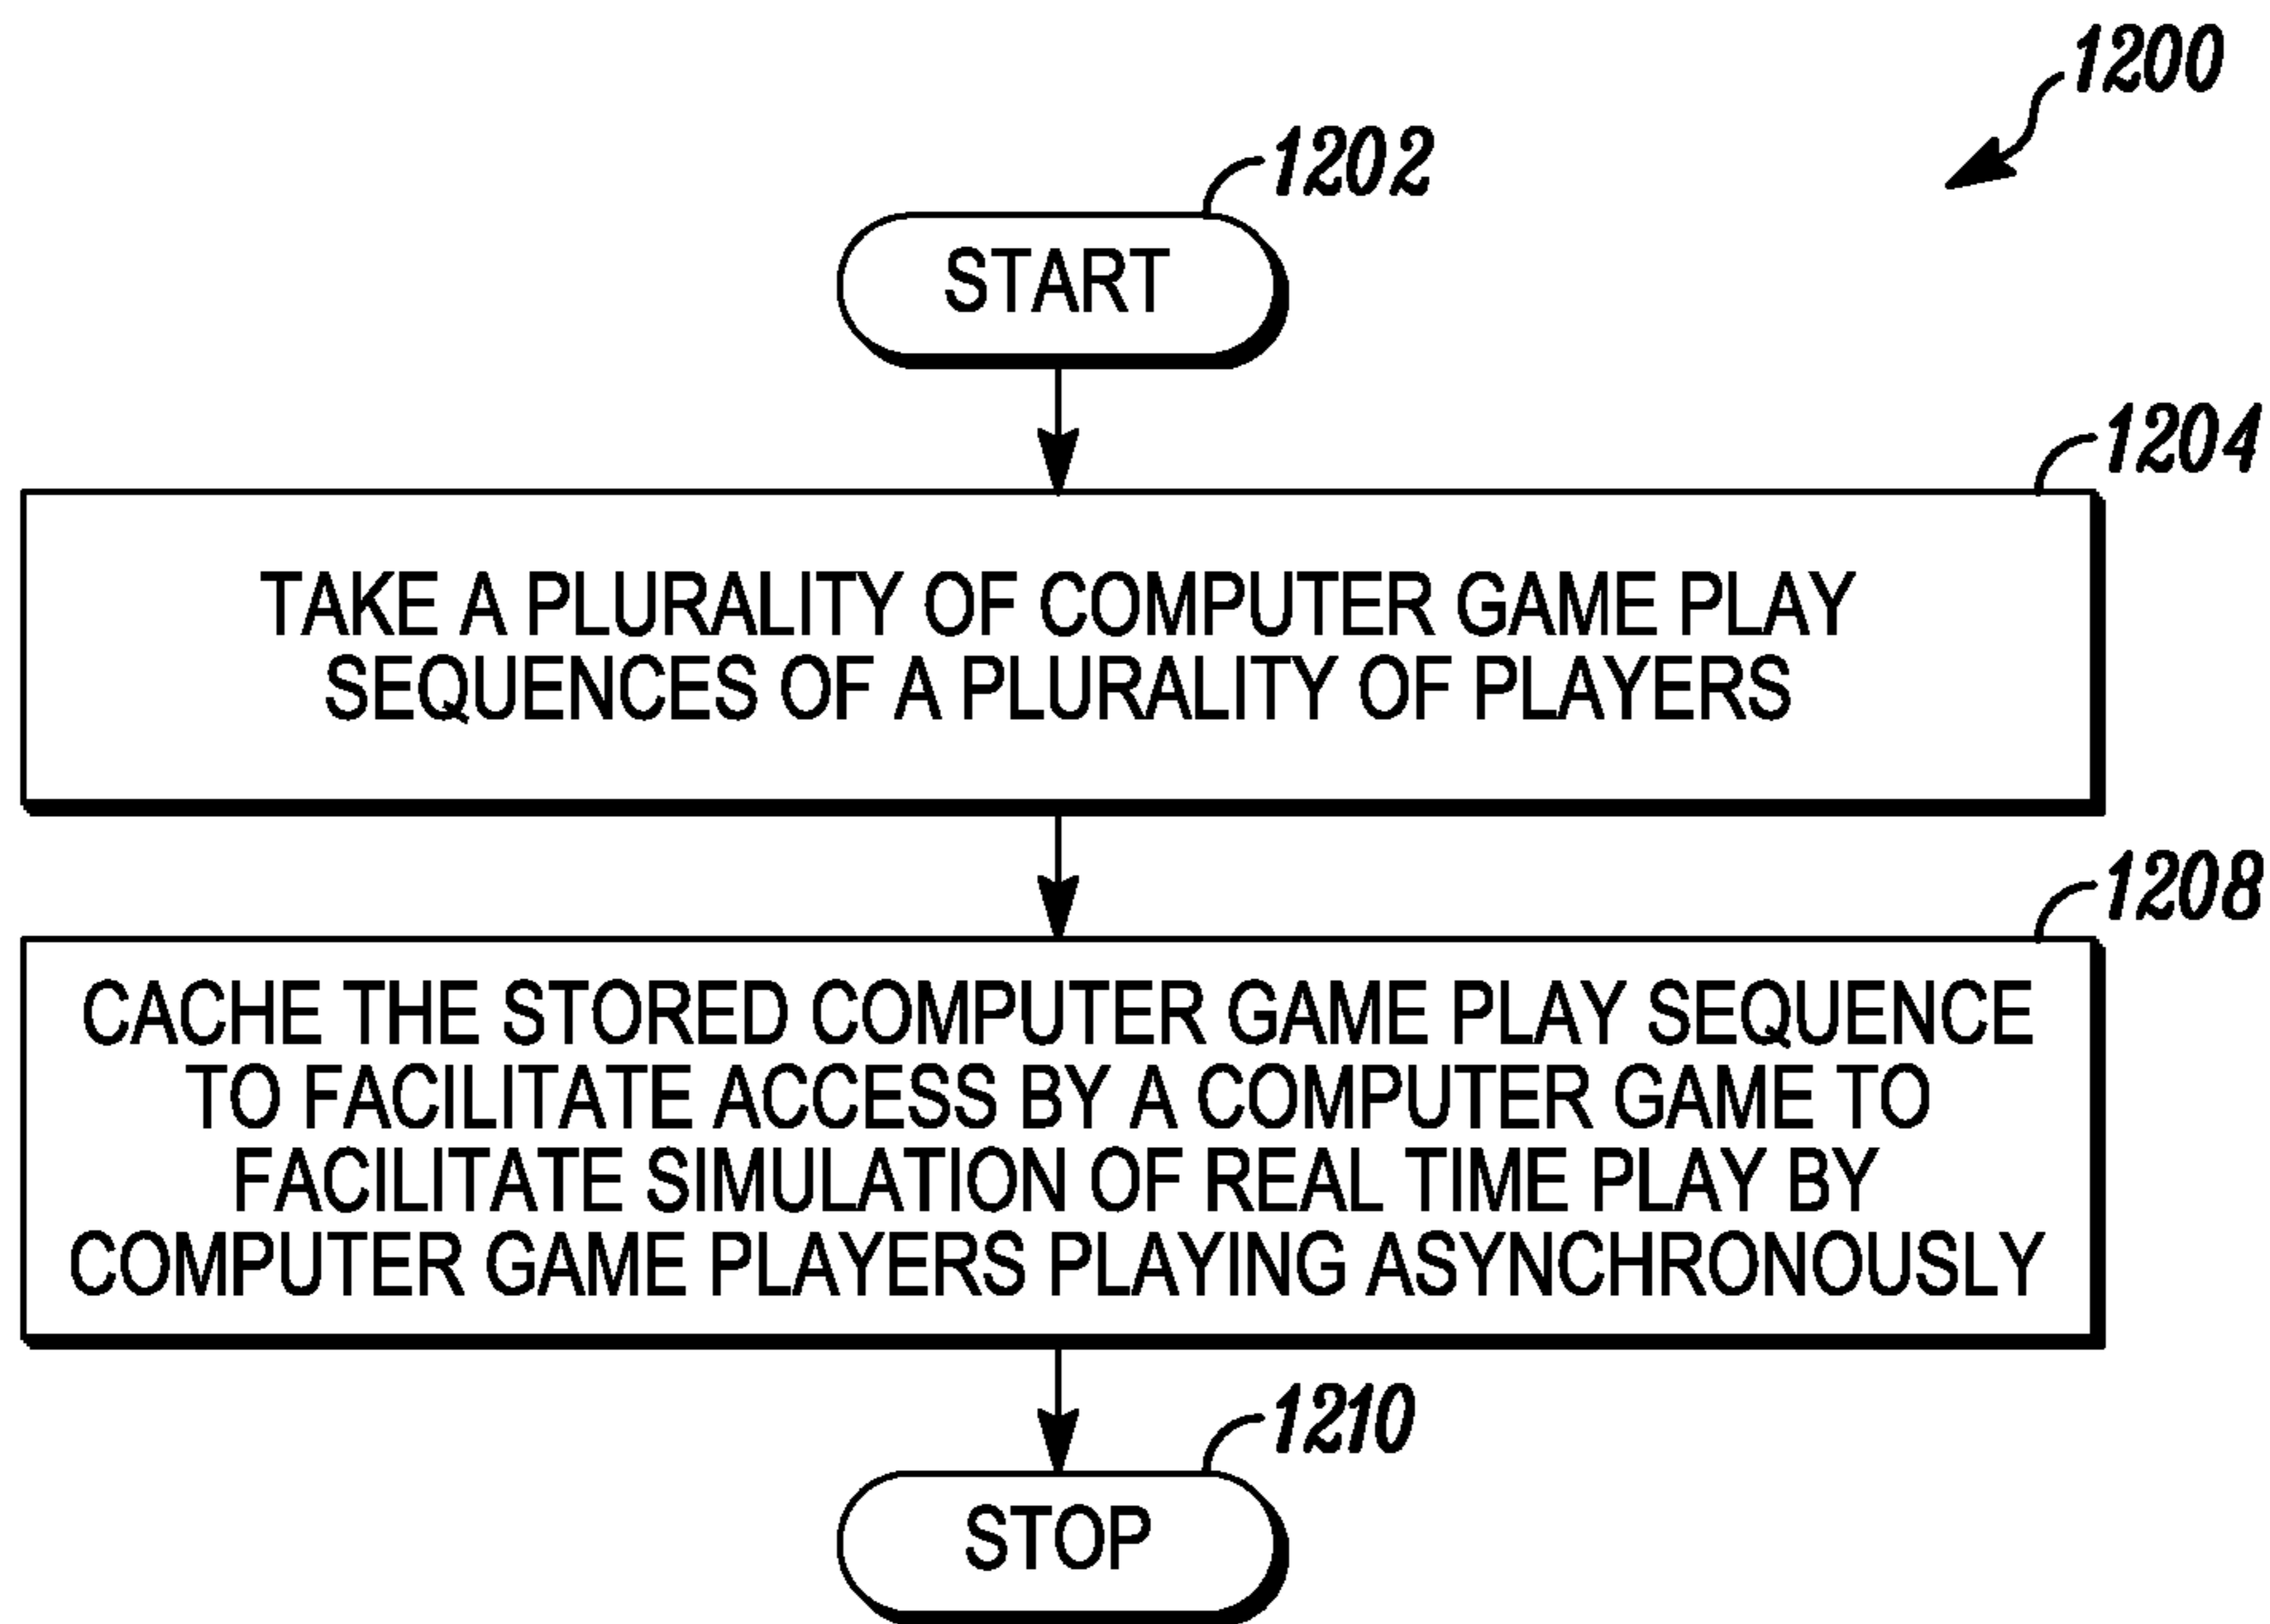 1200
1202
START
1204
TAKE A PLURALITY OF COMPUTER GAME PLAY
SEQUENCES OF A PLURALITY OF PLAYERS
1208
CACHE THE STORED COMPUTER GAME PLAY SEQUENCE
TO FACILITATE ACCESS BY A COMPUTER GAME TO
FACILITATE SIMULATION OF REAL TIME PLAY BY
COMPUTER GAME PLAYERS PLAYING ASYNCHRONOUSLY
1210
STOP